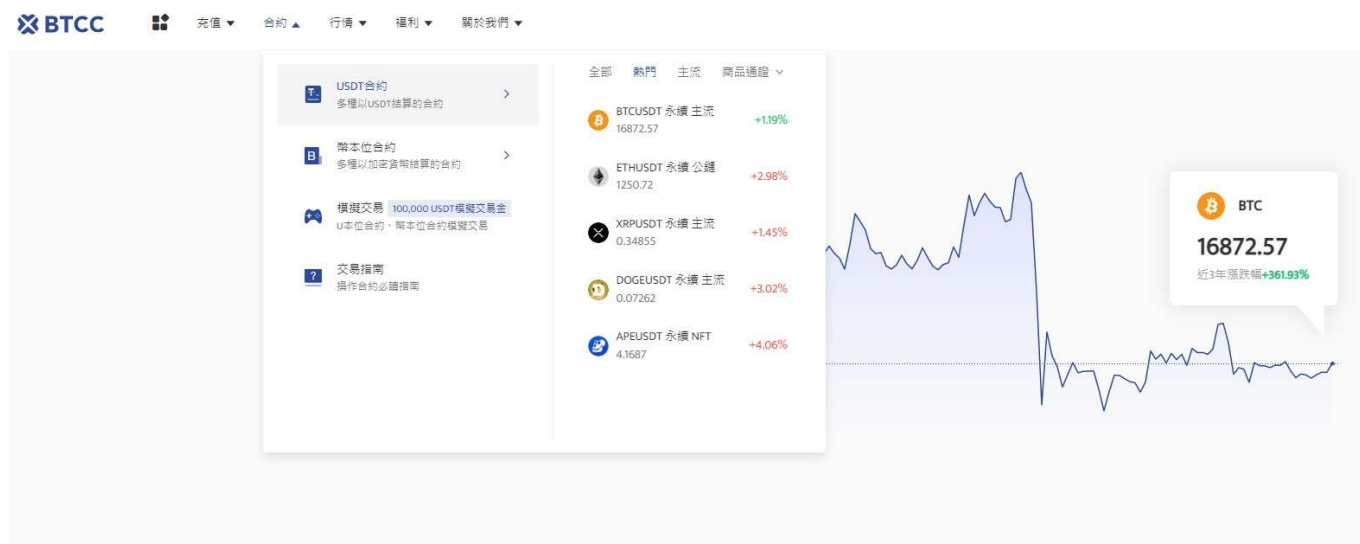 BTCC
充值
合約
行情
福利
關於我們
USDT合約
多種以USDT結算的合約
幣本位合約
多種以加密貨幣結算的合約
模擬交易 100,000 USDT模擬交易金
U本位合約、幣本位合約模擬交易
交易指南
操作合約必讀指南
全部 熱門 主流 商品通證
BTCUSDT 永續 主流
16872.57
+1.19%
ETHUSDT 永續 公鏈
1250.72
+2.98%
XRPUSDT 永續 主流
0.34855
+1.45%
DOGEUSDT 永續 主流
0.07262
+3.02%
APEUSDT 永續 NFT
4.1687
+4.06%
BTC
16872.57
近3年漲跌幅+361.93%